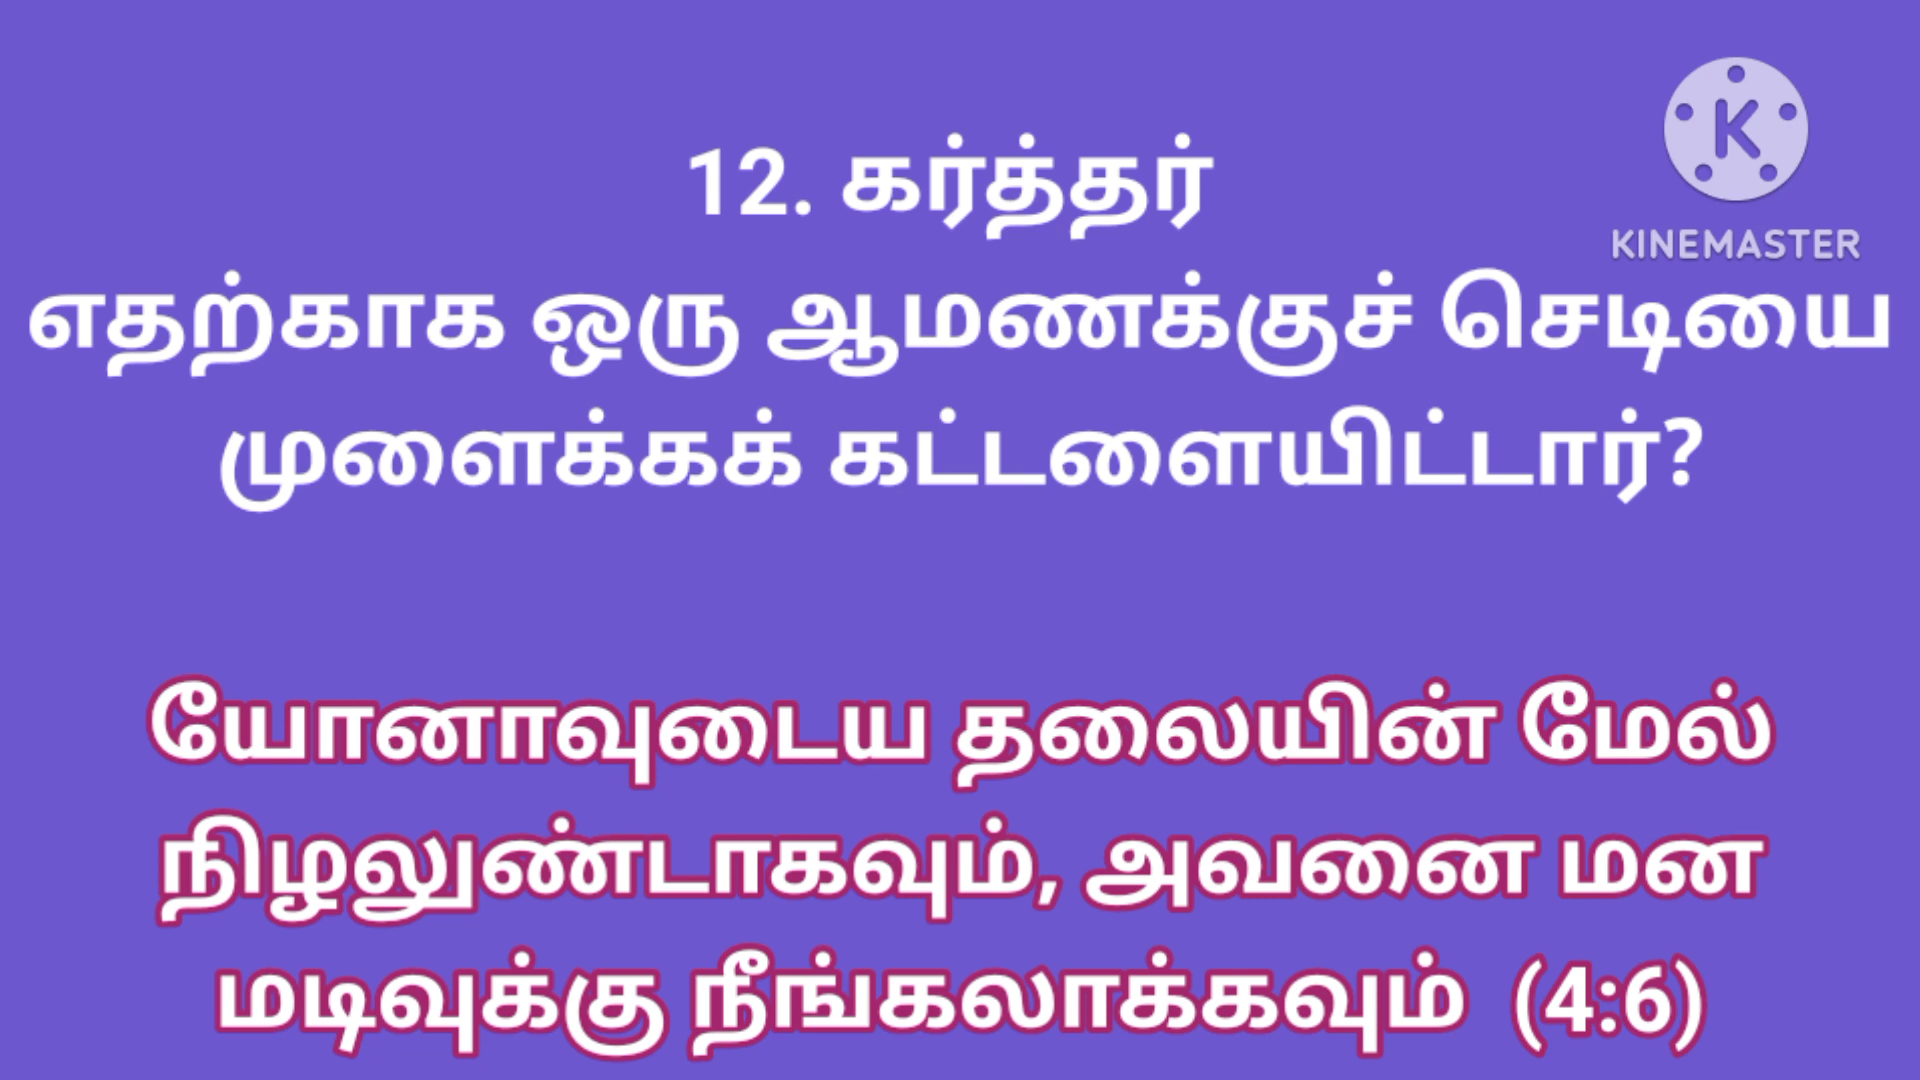 12. கர்த்தர்
KINEMASTER
எதற்காக ஒரு ஆமணக்குச் செடியை
முளைக்கக் கட்டளையிட்டார்?
யோனாவுடைய தலையின் மேல்
நிழலுண்டாகவும், அவனை மன
மடிவுக்கு நீங்கலாக்கவும் (4:6)